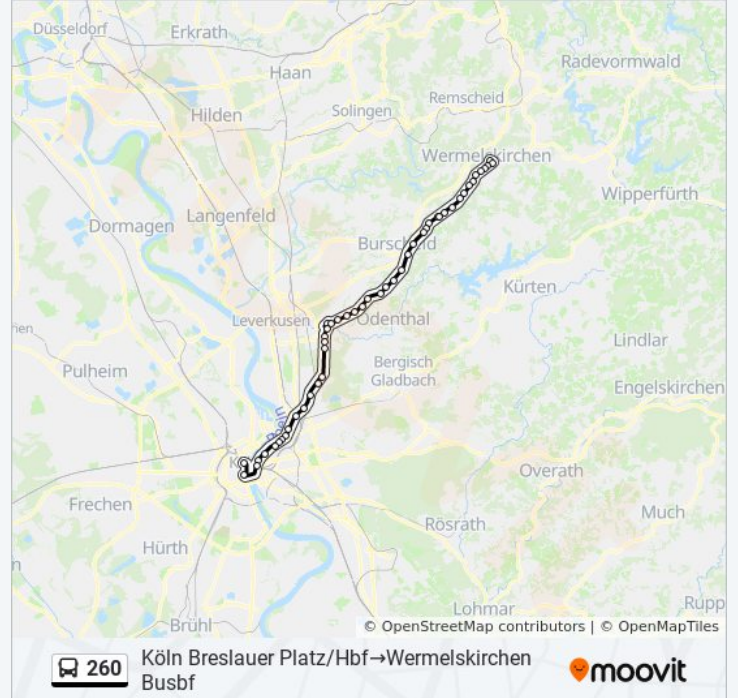 Düsseldorf
Erkrath
Radevormwald
Haan
Remscheid
Solingen
Hilden
Wermelskirchen
Wipperfürth
Langenfeld
Dormagen
Burscheid
Kürten
Leverkusen
Odenthal
Lindlar
Bergisch
Gladbach
Pulheim
Engelskirchen
Rhein
Overath
Frechen
Much
Rösrath
Hürth
Lohmar
Brühl
© OpenStreetMap contributors | © OpenMapTiles
260
Köln Breslauer Platz/Hbf→Wermelskirchen
Busbf
moovit